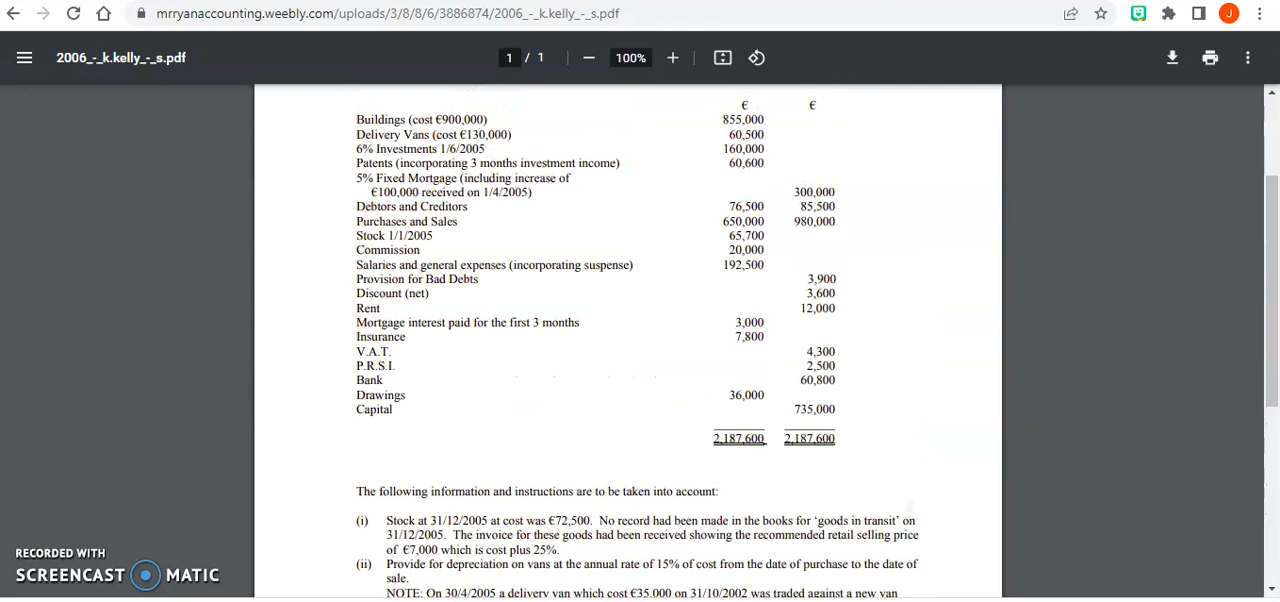 mrryanaccounting.weebly.com/uploads/3/8/8/6/3886874/2006_-_k.kelly_-_s.pdf J
2006_-_k.kelly_-_s.pdf 1 / 1 100%
€ €
Buildings (cost €900,000) 855,000
Delivery Vans (cost €130,000) 60,500
6% Investments 1/6/2005 160,000
Patents (incorporating 3 months investment income) 60,600
5% Fixed Mortgage (including increase of
€100,000 received on 1/4/2005) 300,000
Debtors and Creditors 76,500 85,500
Purchases and Sales 650,000 980,000
Stock 1/1/2005 65,700
Commission 20,000
Salaries and general expenses (incorporating suspense) 192,500
Provision for Bad Debts 3,900
Discount (net) 3,600
Rent 12,000
Mortgage interest paid for the first 3 months 3,000
Insurance 7,800
V.A.T. 4,300
P.R.S.I. 2,500
Bank 60,800
Drawings 36,000
Capital 735,000
2,187,600 2,187,600
The following information and instructions are to be taken into account:
(i) Stock at 31/12/2005 at cost was €72,500. No record had been made in the books for ‘goods in transit’ on
31/12/2005. The invoice for these goods had been received showing the recommended retail selling price
of €7,000 which is cost plus 25%.
(ii) Provide for depreciation on vans at the annual rate of 15% of cost from the date of purchase to the date of
sale.
NOTE: On 30/4/2005 a delivery van which cost €35,000 on 31/10/2002 was traded against a new van
RECORDED WITH
SCREENCAST MATIC